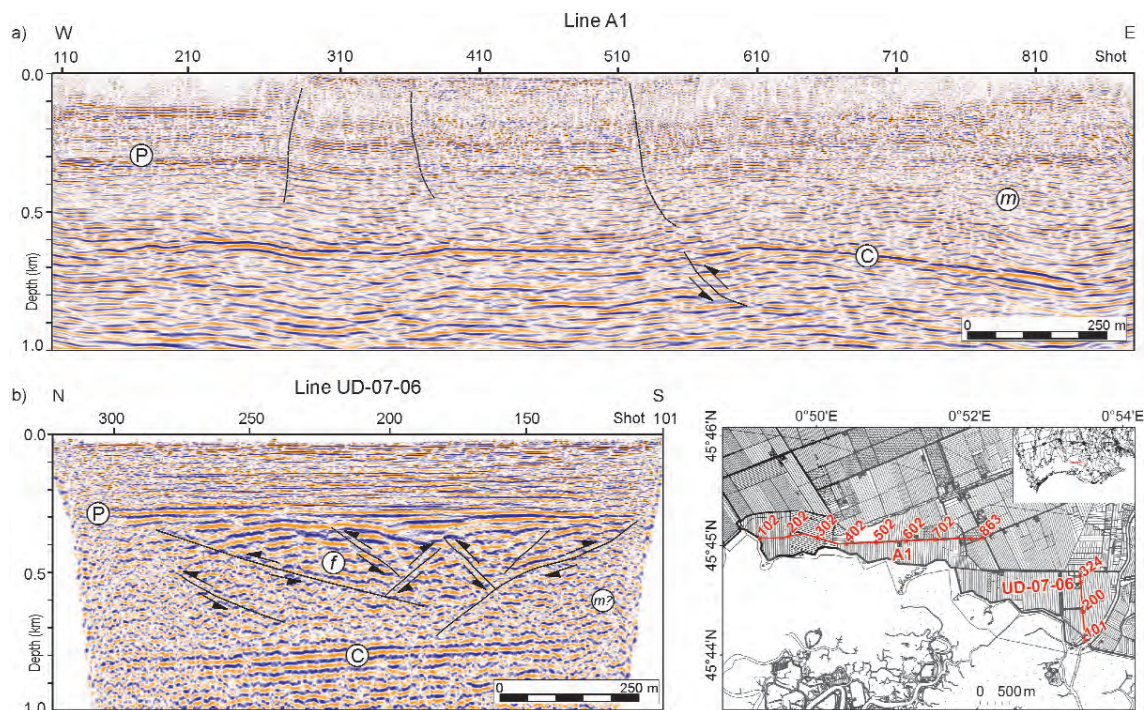 Line A1
a) W E
110 210 310 410 510 610 710 810 Shot
0.0
P
m
0.5
C
Depth (km)
0 250 m
1.0
b) N Line UD-07-06 S
300 250 200 150 Shot 101
0.0
P
f
0.5
m?
C
Depth (km)
0 250 m
1.0
0°50'E 0°52'E 0°54'E
45°46'N
45°45'N
102 202 302 402 502 602 702 863
A1
324
UD-07-06
200
101
45°44'N
0 500m